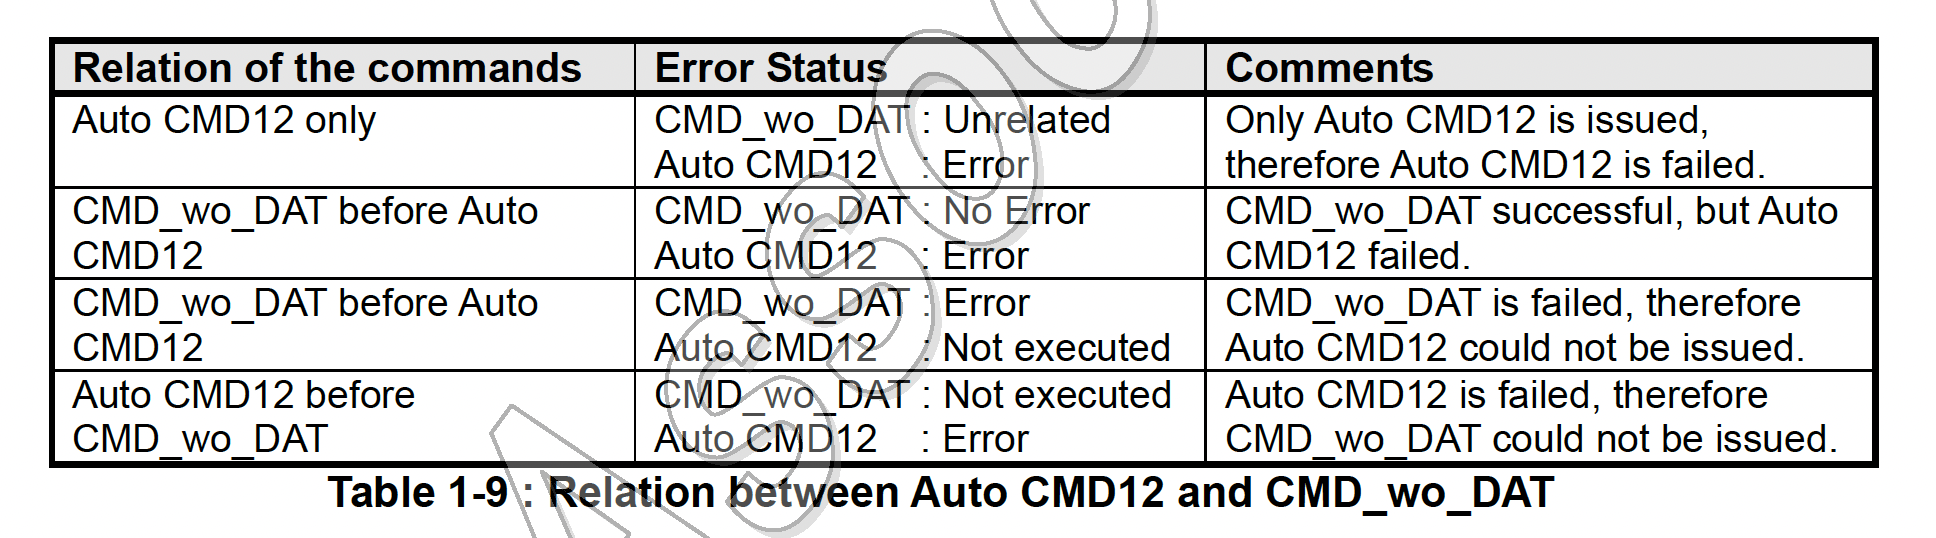 Relation of the commands Error Status Comments
Auto CMD12 only CMD_wo_DAT : Unrelated Only Auto CMD12 is issued,
Auto CMD12 : Error therefore Auto CMD12 is failed.
CMD_wo_DAT before Auto CMD_wo_DAT : No Error CMD_wo_DAT successful, but Auto
CMD12 Auto CMD12 : Error CMD12 failed.
CMD_wo_DAT before Auto CMD_wo_DAT : Error CMD_wo_DAT is failed, therefore
CMD12 Auto CMD12 : Not executed Auto CMD12 could not be issued.
Auto CMD12 before CMD_wo_DAT : Not executed Auto CMD12 is failed, therefore
CMD_wo_DAT Auto CMD12 : Error CMD_wo_DAT could not be issued.
Table 1-9 : Relation between Auto CMD12 and CMD_wo_DAT